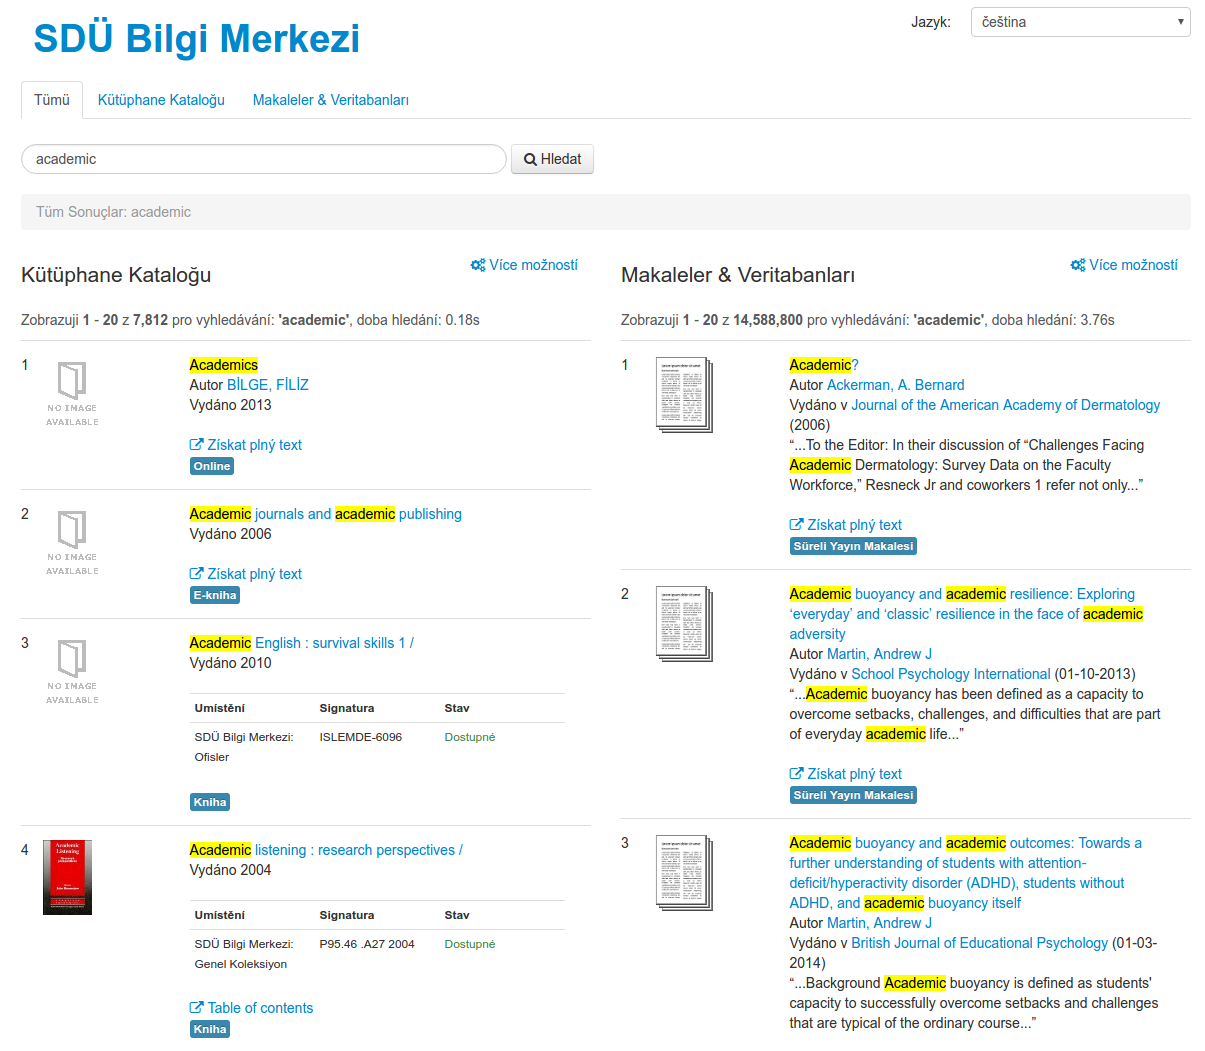 SDÜ Bilgi Merkezi
Jazyk:
čeština
Tümü
Kütüphane Kataloğu
Makaleler & Veritabanları
academic
Hledat
Tüm Sonuçlar: academic
Kütüphane Kataloğu
Více možností
Zobrazuji 1 - 20 z 7,812 pro vyhledávání: 'academic', doba hledání: 0.18s
1
NO IMAGE
AVAILABLE
Academics
Autor BİLGE, FİLİZ
Vydáno 2013
Získat plný text
Online
2
NO IMAGE
AVAILABLE
Academic journals and academic publishing
Vydáno 2006
Získat plný text
E-kniha
3
NO IMAGE
AVAILABLE
Academic English : survival skills 1 /
Vydáno 2010
Umístění Signatura Stav
SDÜ Bilgi Merkezi: ISLEMDE-6096 Dostupné
Ofisler
Kniha
4
Academic
Listening
Academic listening : research perspectives /
Vydáno 2004
Umístění Signatura Stav
SDÜ Bilgi Merkezi: P95.46 .A27 2004 Dostupné
Genel Koleksiyon
Table of contents
Kniha
Makaleler & Veritabanları
Více možností
Zobrazuji 1 - 20 z 14,588,800 pro vyhledávání: 'academic', doba hledání: 3.76s
1
Academic?
Autor Ackerman, A. Bernard
Vydáno v Journal of the American Academy of Dermatology
(2006)
“...To the Editor: In their discussion of “Challenges Facing
Academic Dermatology: Survey Data on the Faculty
Workforce,” Resneck Jr and coworkers 1 refer not only...”
Získat plný text
Süreli Yayın Makalesi
2
Academic buoyancy and academic resilience: Exploring
‘everyday’ and ‘classic’ resilience in the face of academic
adversity
Autor Martin, Andrew J
Vydáno v School Psychology International (01-10-2013)
“...Academic buoyancy has been defined as a capacity to
overcome setbacks, challenges, and difficulties that are part
of everyday academic life...”
Získat plný text
Süreli Yayın Makalesi
3
Academic buoyancy and academic outcomes: Towards a
further understanding of students with attention-
deficit/hyperactivity disorder (ADHD), students without
ADHD, and academic buoyancy itself
Autor Martin, Andrew J
Vydáno v British Journal of Educational Psychology (01-03-
2014)
“...Background Academic buoyancy is defined as students'
capacity to successfully overcome setbacks and challenges
that are typical of the ordinary course...”